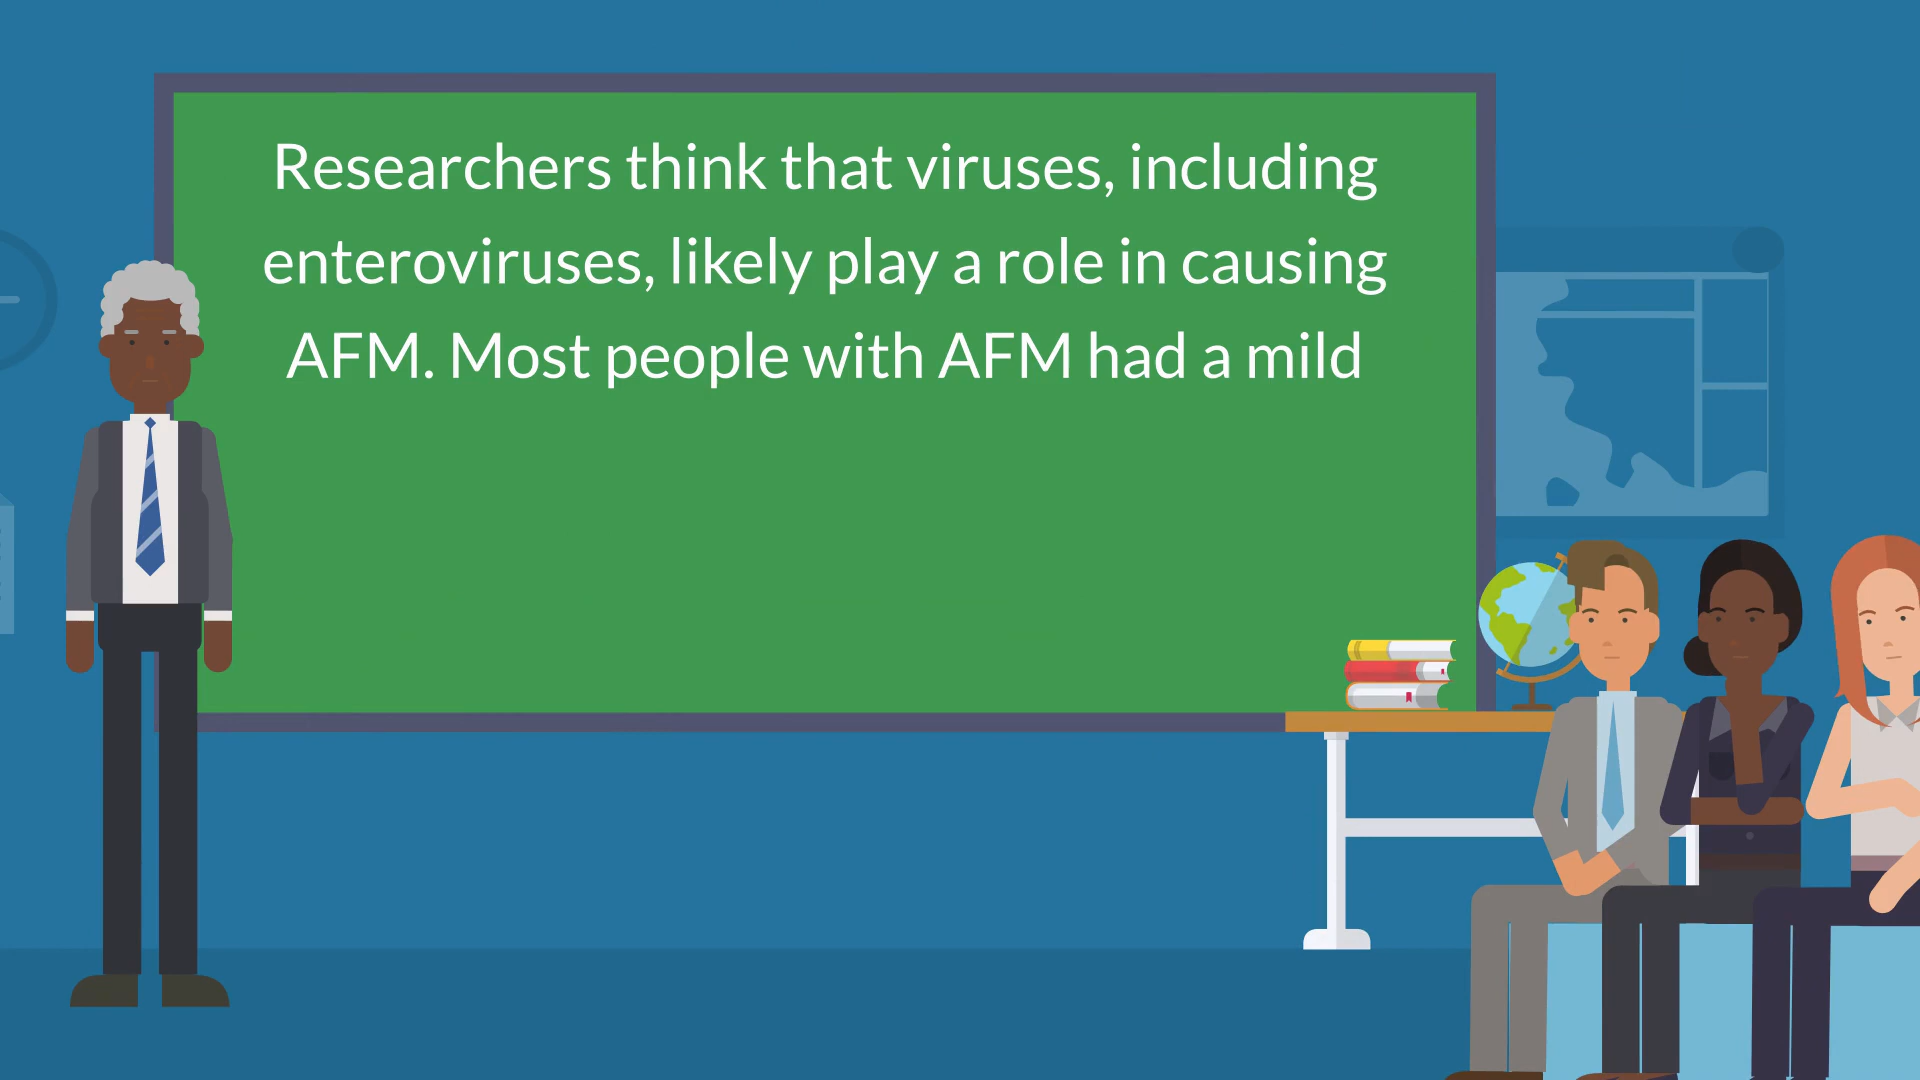 Researchers think that viruses, including
enteroviruses, likely play a role in causing
AFM. Most people with AFM had a mild